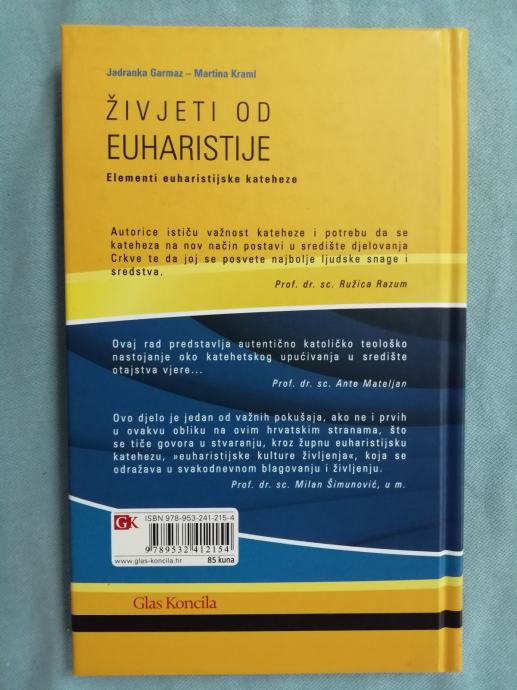 Jadranka Garmaz – Martina Kraml
ŽIVJETI OD
EUHARISTIJE
Elementi euharistijske kateheze
Autorice ističu važnost kateheze i potrebu da se
kateheza na nov način postavi u središte djelovanja
Crkve te da joj se posvete najbolje ljudske snage i
sredstva.
Prof. dr. sc. Ružica Razum
Ovaj rad predstavlja autentično katoličko teološko
nastojanje oko katehetskog upućivanja u središte
otajstva vjere...
Prof. dr. sc. Ante Mateljan
Ovo djelo je jedan od važnih pokušaja, ako ne i prvih
u ovakvu obliku na ovim hrvatskim stranama, što
se tiče govora u stvaranju, kroz župnu euharistijsku
katehezu, »euharistijske kulture življenja«, koja se
odražava u svakodnevnom blagovanju i življenju.
Prof. dr. sc. Milan Šimunović, u m.
GK
ISBN 978-953-241-215-4
9 789532 412154
www.glas-koncila.hr 85 kuna
Glas Koncila